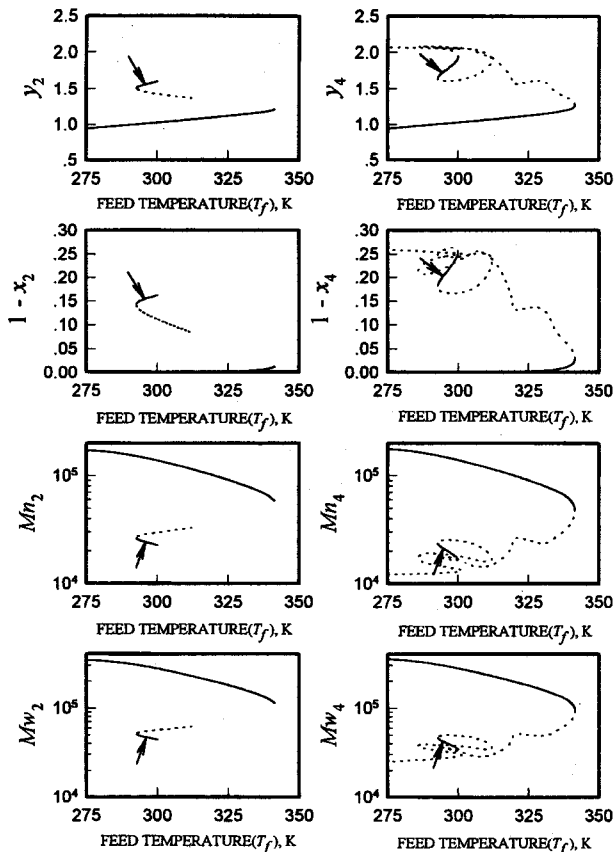 2.5
2.0
1.5
1.0
.5
y2
275 300 325 350
FEED TEMPERATURE(Tf), K
2.5
2.0
1.5
1.0
.5
y4
275 300 325 350
FEED TEMPERATURE(Tf), K
.30
.25
.20
.15
.10
.05
0.00
1 - x2
275 300 325 350
FEED TEMPERATURE(Tf), K
.30
.25
.20
.15
.10
.05
0.00
1 - x4
275 300 325 350
FEED TEMPERATURE(Tf), K
10^5
10^4
Mn2
275 300 325 350
FEED TEMPERATURE(Tf), K
10^5
10^4
Mn4
275 300 325 350
FEED TEMPERATURE(Tf), K
10^5
10^4
Mw2
275 300 325 350
FEED TEMPERATURE(Tf), K
10^5
10^4
Mw4
275 300 325 350
FEED TEMPERATURE(Tf), K